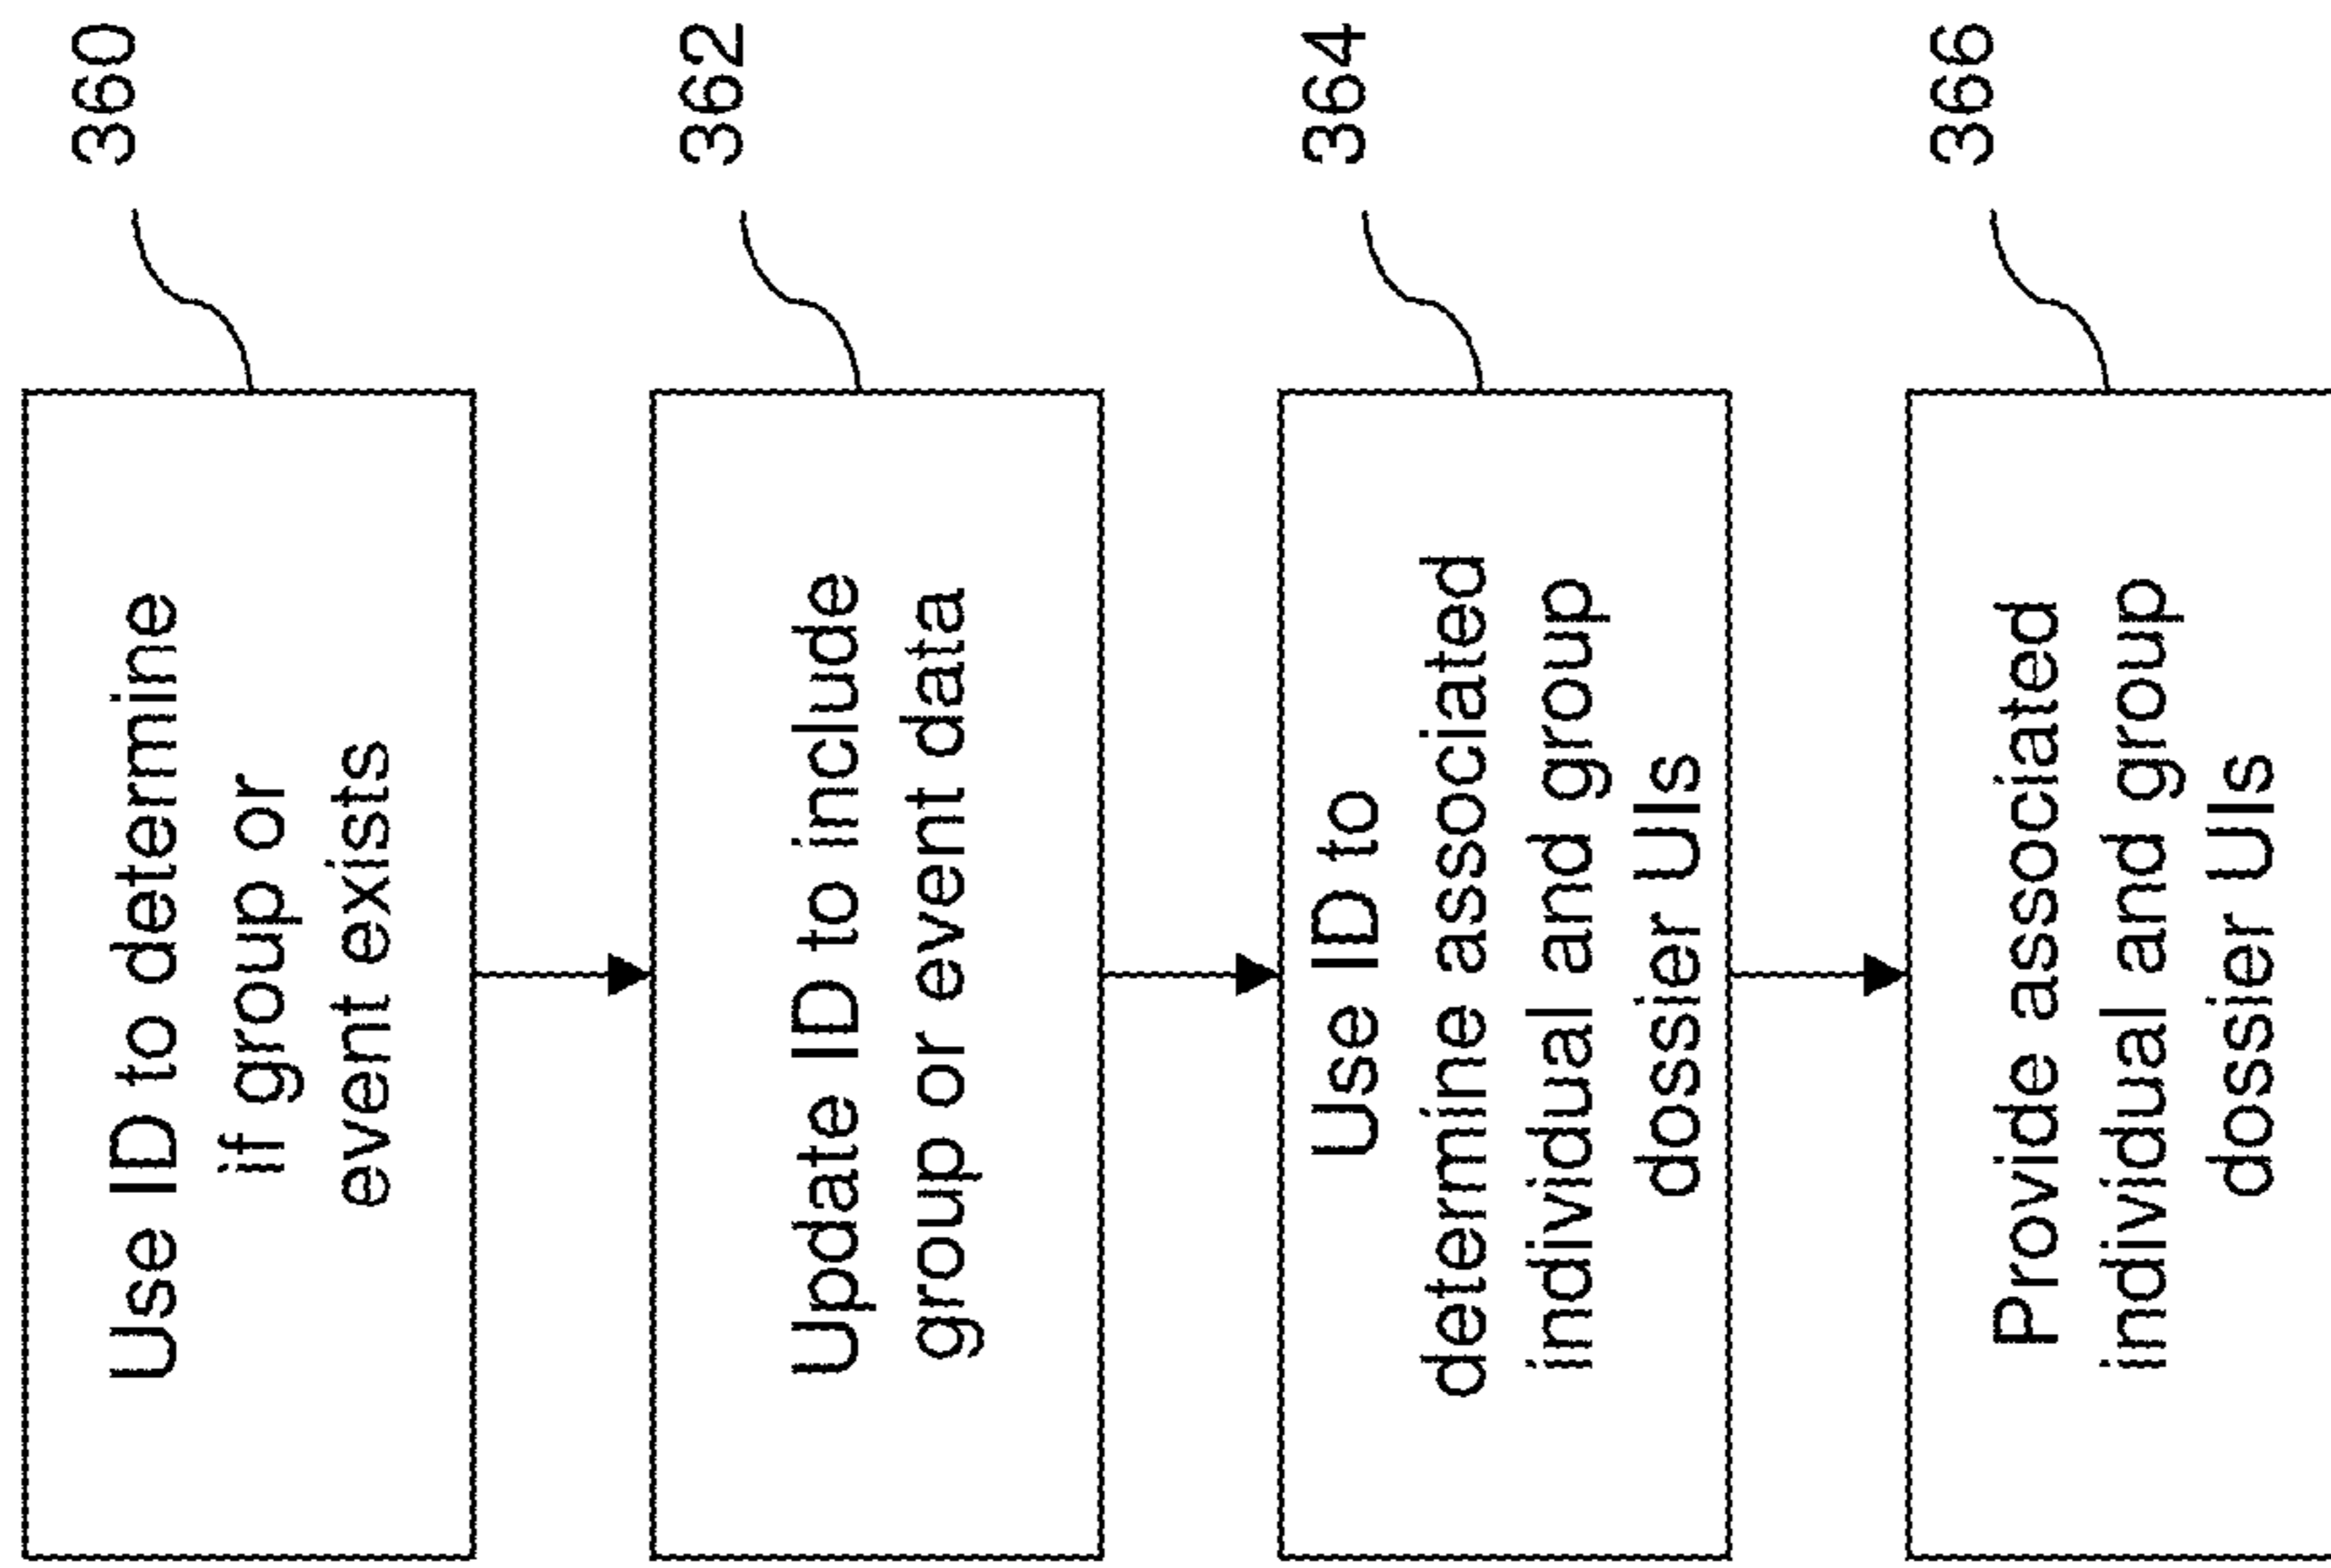 Use ID to determine
if group or
event exists
360
Update ID to include
group or event data
362
Use ID to
determine associated
individual and group
dossier UIs
364
Provide associated
individual and group
dossier UIs
366